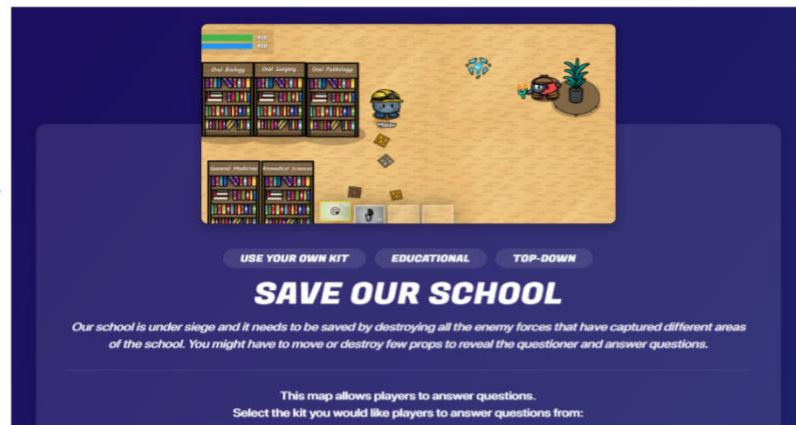 Oral Biology Oral Surgery Oral Pathology
General Medicine Biomedical Sciences
USE YOUR OWN KIT EDUCATIONAL TOP-DOWN
SAVE OUR SCHOOL
Our school is under siege and it needs to be saved by destroying all the enemy forces that have captured different areas
of the school. You might have to move or destroy few props to reveal the questioner and answer questions.
This map allows players to answer questions.
Select the kit you would like players to answer questions from: